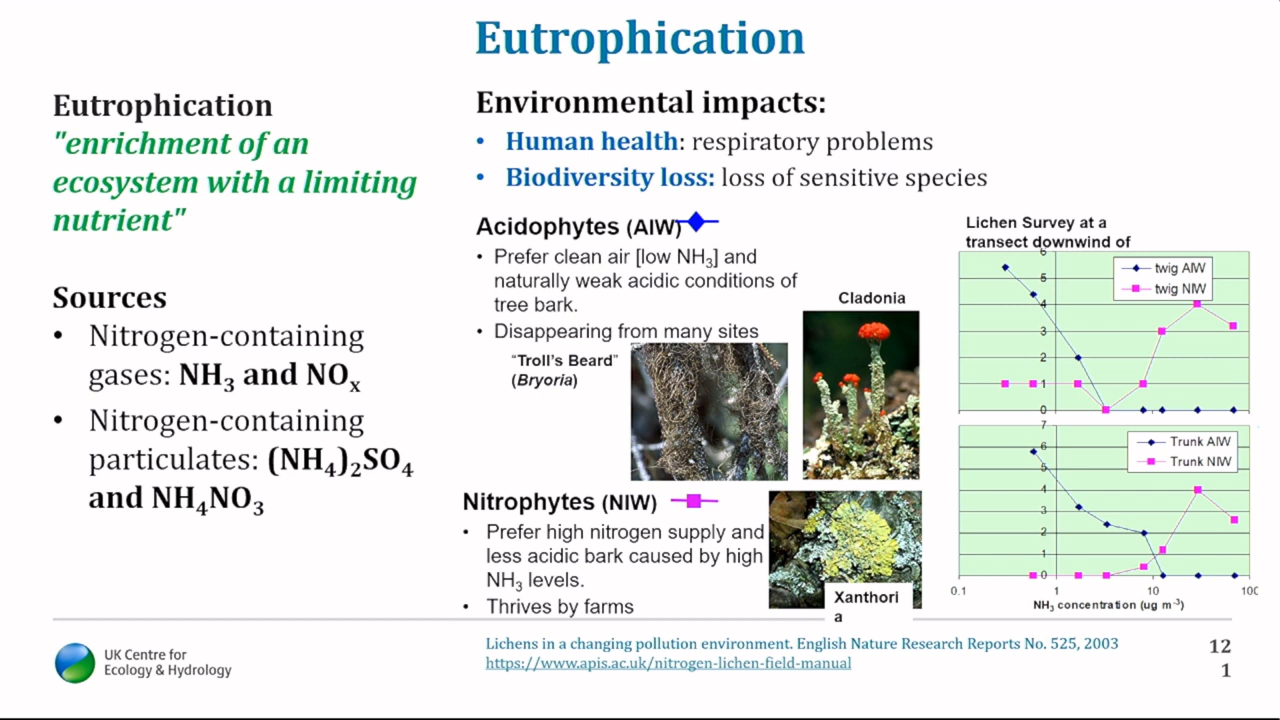 Eutrophication
Eutrophication
"enrichment of an
ecosystem with a limiting
nutrient"
Sources
• Nitrogen-containing
gases: NH₃ and NOₓ
• Nitrogen-containing
particulates: (NH₄)₂SO₄
and NH₄NO₃
Environmental impacts:
• Human health: respiratory problems
• Biodiversity loss: loss of sensitive species
Acidophytes (AIW)
• Prefer clean air [low NH₃] and
naturally weak acidic conditions of
tree bark.
• Disappearing from many sites
"Troll's Beard"
(Bryoria)
Cladonia
Nitrophytes (NIW)
• Prefer high nitrogen supply and
less acidic bark caused by high
NH₃ levels.
• Thrives by farms
Xanthori
a
Lichen Survey at a
transect downwind of
6
5
4
3
2
1
0
twig AIW
twig NIW
7
6
5
4
3
2
1
0
Trunk AIW
Trunk NIW
0.1 1 10 100
NH₃ concentration (ug m⁻³)
UK Centre for
Ecology & Hydrology
Lichens in a changing pollution environment. English Nature Research Reports No. 525, 2003
https://www.apis.ac.uk/nitrogen-lichen-field-manual
12
1